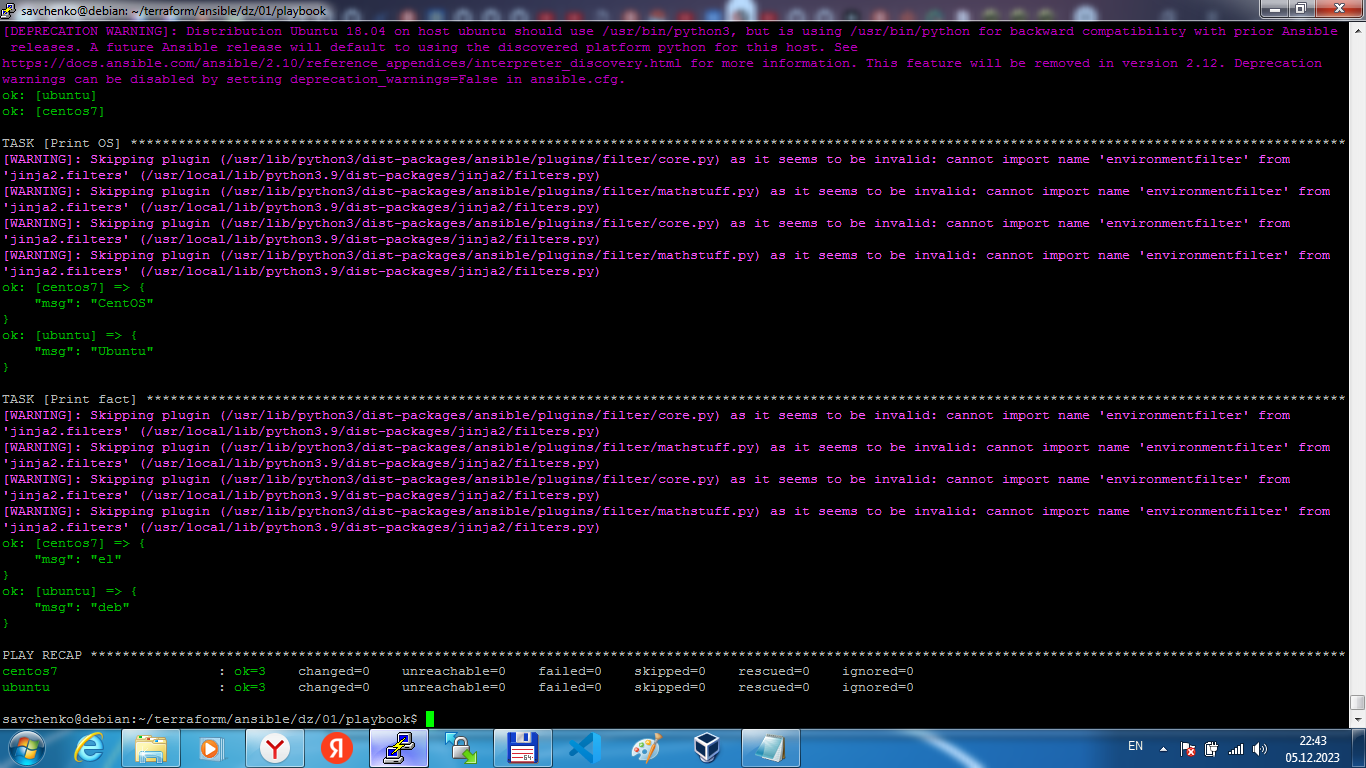 savchenko@debian: ~/terraform/ansible/dz/01/playbook
[DEPRECATION WARNING]: Distribution Ubuntu 18.04 on host ubuntu should use /usr/bin/python3, but is using /usr/bin/python for backward compatibility with prior Ansible
 releases. A future Ansible release will default to using the discovered platform python for this host. See
https://docs.ansible.com/ansible/2.10/reference_appendices/interpreter_discovery.html for more information. This feature will be removed in version 2.12. Deprecation
warnings can be disabled by setting deprecation_warnings=False in ansible.cfg.
ok: [ubuntu]
ok: [centos7]
TASK [Print OS] ********************************************************************************************************************************************************
[WARNING]: Skipping plugin (/usr/lib/python3/dist-packages/ansible/plugins/filter/core.py) as it seems to be invalid: cannot import name 'environmentfilter' from
'jinja2.filters' (/usr/local/lib/python3.9/dist-packages/jinja2/filters.py)
[WARNING]: Skipping plugin (/usr/lib/python3/dist-packages/ansible/plugins/filter/mathstuff.py) as it seems to be invalid: cannot import name 'environmentfilter' from
'jinja2.filters' (/usr/local/lib/python3.9/dist-packages/jinja2/filters.py)
[WARNING]: Skipping plugin (/usr/lib/python3/dist-packages/ansible/plugins/filter/core.py) as it seems to be invalid: cannot import name 'environmentfilter' from
'jinja2.filters' (/usr/local/lib/python3.9/dist-packages/jinja2/filters.py)
[WARNING]: Skipping plugin (/usr/lib/python3/dist-packages/ansible/plugins/filter/mathstuff.py) as it seems to be invalid: cannot import name 'environmentfilter' from
'jinja2.filters' (/usr/local/lib/python3.9/dist-packages/jinja2/filters.py)
ok: [centos7] => {
    "msg": "CentOS"
}
ok: [ubuntu] => {
    "msg": "Ubuntu"
}
TASK [Print fact] ******************************************************************************************************************************************************
[WARNING]: Skipping plugin (/usr/lib/python3/dist-packages/ansible/plugins/filter/core.py) as it seems to be invalid: cannot import name 'environmentfilter' from
'jinja2.filters' (/usr/local/lib/python3.9/dist-packages/jinja2/filters.py)
[WARNING]: Skipping plugin (/usr/lib/python3/dist-packages/ansible/plugins/filter/mathstuff.py) as it seems to be invalid: cannot import name 'environmentfilter' from
'jinja2.filters' (/usr/local/lib/python3.9/dist-packages/jinja2/filters.py)
[WARNING]: Skipping plugin (/usr/lib/python3/dist-packages/ansible/plugins/filter/core.py) as it seems to be invalid: cannot import name 'environmentfilter' from
'jinja2.filters' (/usr/local/lib/python3.9/dist-packages/jinja2/filters.py)
[WARNING]: Skipping plugin (/usr/lib/python3/dist-packages/ansible/plugins/filter/mathstuff.py) as it seems to be invalid: cannot import name 'environmentfilter' from
'jinja2.filters' (/usr/local/lib/python3.9/dist-packages/jinja2/filters.py)
ok: [centos7] => {
    "msg": "el"
}
ok: [ubuntu] => {
    "msg": "deb"
}
PLAY RECAP *************************************************************************************************************************************************************
centos7                    : ok=3    changed=0    unreachable=0    failed=0    skipped=0    rescued=0    ignored=0
ubuntu                     : ok=3    changed=0    unreachable=0    failed=0    skipped=0    rescued=0    ignored=0
savchenko@debian:~/terraform/ansible/dz/01/playbook$
EN
22:43
05.12.2023